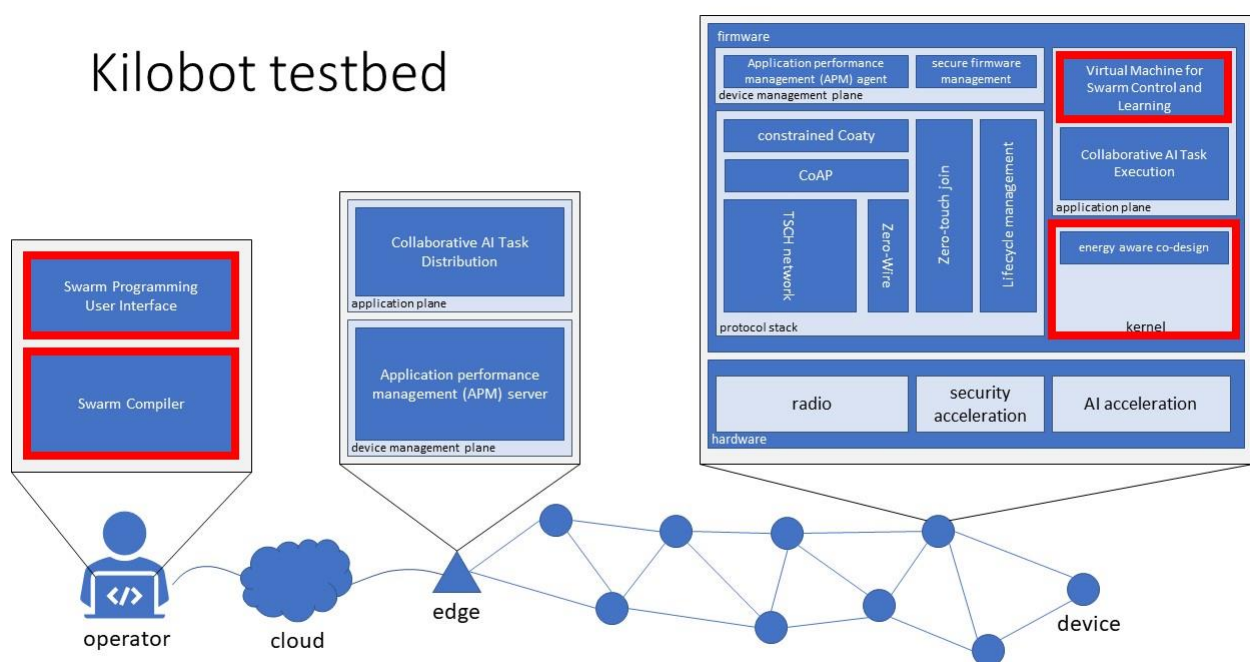 Kilobot testbed
Swarm Programming
User Interface
Swarm Compiler
Collaborative AI Task
Distribution
application plane
Application performance
management (APM) server
device management plane
firmware
Application performance
management (APM) agent
secure firmware
management
device management plane
constrained Coaty
CoAP
TSCH network
Zero-Wire
Zero-touch join
Lifecycle management
protocol stack
Virtual Machine for
Swarm Control and
Learning
Collaborative AI Task
Execution
application plane
energy aware co-design
kernel
radio
security
acceleration
AI acceleration
hardware
</>
operator
cloud
edge
device